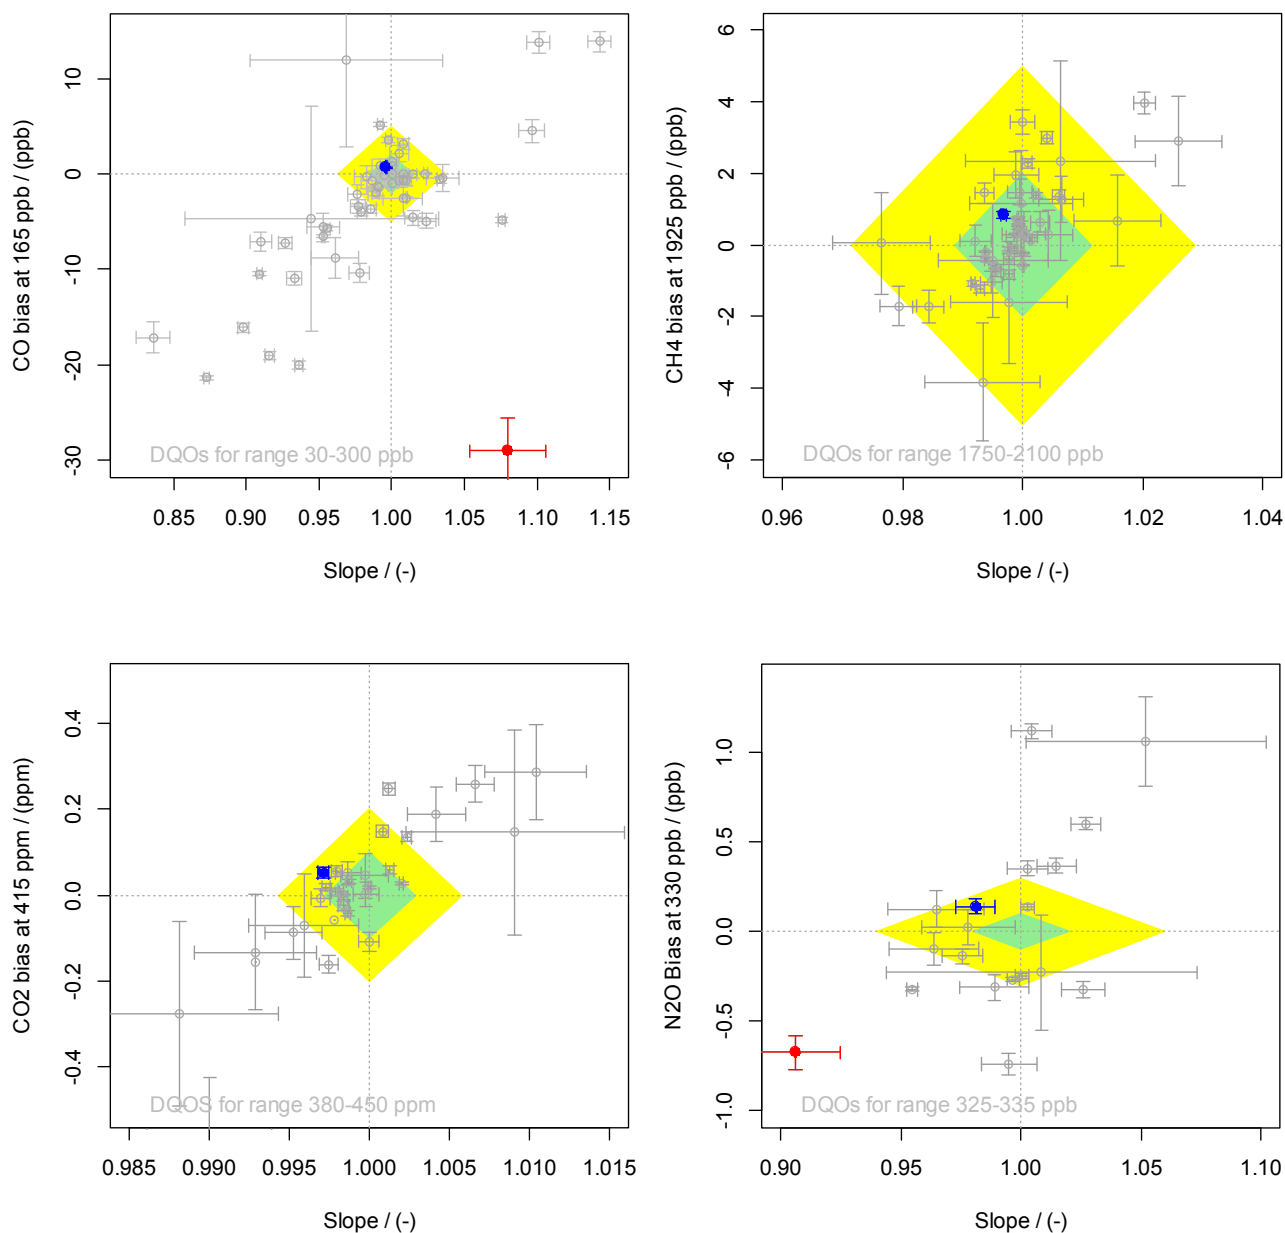 CO bias at 165 ppb / (ppb)
10
0
-10
-20
-30
DQOs for range 30-300 ppb
0.85 0.90 0.95 1.00 1.05 1.10 1.15
Slope / (-)
CH4 bias at 1925 ppb / (ppb)
6
4
2
0
-2
-4
-6
DQOs for range 1750-2100 ppb
0.96 0.98 1.00 1.02 1.04
Slope / (-)
CO2 bias at 415 ppm / (ppm)
0.4
0.2
0.0
-0.2
-0.4
DQOS for range 380-450 ppm
0.985 0.990 0.995 1.000 1.005 1.010 1.015
Slope / (-)
N2O Bias at 330 ppb / (ppb)
1.0
0.5
0.0
-0.5
-1.0
DQOs for range 325-335 ppb
0.90 0.95 1.00 1.05 1.10
Slope / (-)